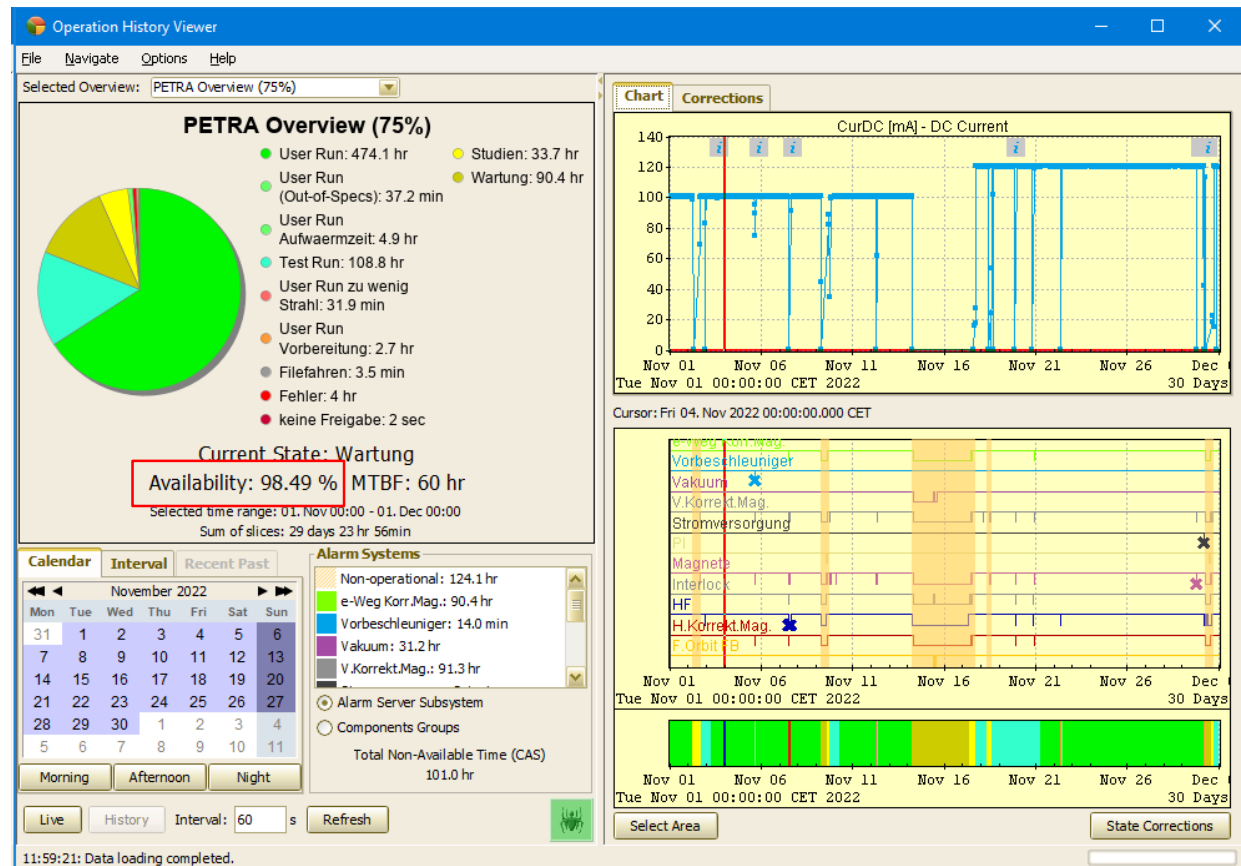 Operation History Viewer
File Navigate Options Help
Selected Overview: PETRA Overview (75%)
PETRA Overview (75%)
User Run: 474.1 hr
User Run
(Out-of-Specs): 37.2 min
User Run
Aufwaermzeit: 4.9 hr
Test Run: 108.8 hr
User Run zu wenig
Strahl: 31.9 min
User Run
Vorbereitung: 2.7 hr
Filefahren: 3.5 min
Fehler: 4 hr
keine Freigabe: 2 sec
Studien: 33.7 hr
Wartung: 90.4 hr
Current State: Wartung
Availability: 98.49 % MTBF: 60 hr
Selected time range: 01. Nov 00:00 - 01. Dec 00:00
Sum of slices: 29 days 23 hr 56min
Calendar Interval Recent Past
November 2022
Mon Tue Wed Thu Fri Sat Sun
31 1 2 3 4 5 6
7 8 9 10 11 12 13
14 15 16 17 18 19 20
21 22 23 24 25 26 27
28 29 30 1 2 3 4
5 6 7 8 9 10 11
Morning Afternoon Night
Alarm Systems
Non-operational: 124.1 hr
e-Weg Korr.Mag.: 90.4 hr
Vorbeschleuniger: 14.0 min
Vakuum: 31.2 hr
V.Korrekt.Mag.: 91.3 hr
Alarm Server Subsystem
Components Groups
Total Non-Available Time (CAS)
101.0 hr
Live History Interval: 60 s Refresh
11:59:21: Data loading completed.
Chart Corrections
CurDC [mA] - DC Current
140
120
100
80
60
40
20
0
i i i i i
Nov 01 Nov 06 Nov 11 Nov 16 Nov 21 Nov 26 Dec
Tue Nov 01 00:00:00 CET 2022 30 Days
Cursor: Fri 04. Nov 2022 00:00:00.000 CET
e-Weg Korr.Mag.
Vorbeschleuniger
Vakuum
V.Korrekt.Mag.
Stromversorgung
PI
Magnete
Interlock
HF
H.Korrekt.Mag.
F.Orbit FB
Nov 01 Nov 06 Nov 11 Nov 16 Nov 21 Nov 26 Dec
Tue Nov 01 00:00:00 CET 2022 30 Days
Nov 01 Nov 06 Nov 11 Nov 16 Nov 21 Nov 26 Dec
Tue Nov 01 00:00:00 CET 2022 30 Days
Select Area State Corrections